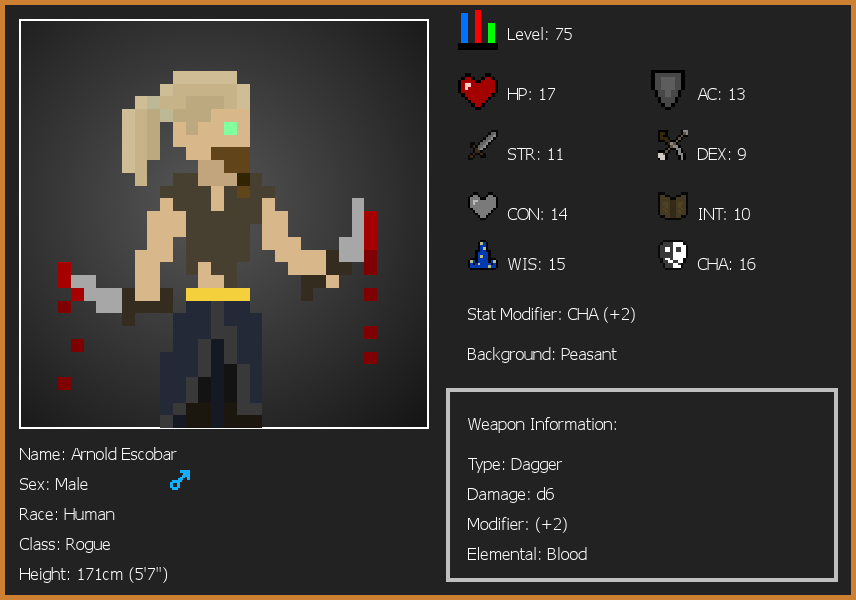 Level: 75
HP: 17
AC: 13
STR: 11
DEX: 9
CON: 14
INT: 10
WIS: 15
CHA: 16
Stat Modifier: CHA (+2)
Background: Peasant
Weapon Information:
Type: Dagger
Damage: d6
Modifier: (+2)
Elemental: Blood
Name: Arnold Escobar
Sex: Male
Race: Human
Class: Rogue
Height: 171cm (5'7")